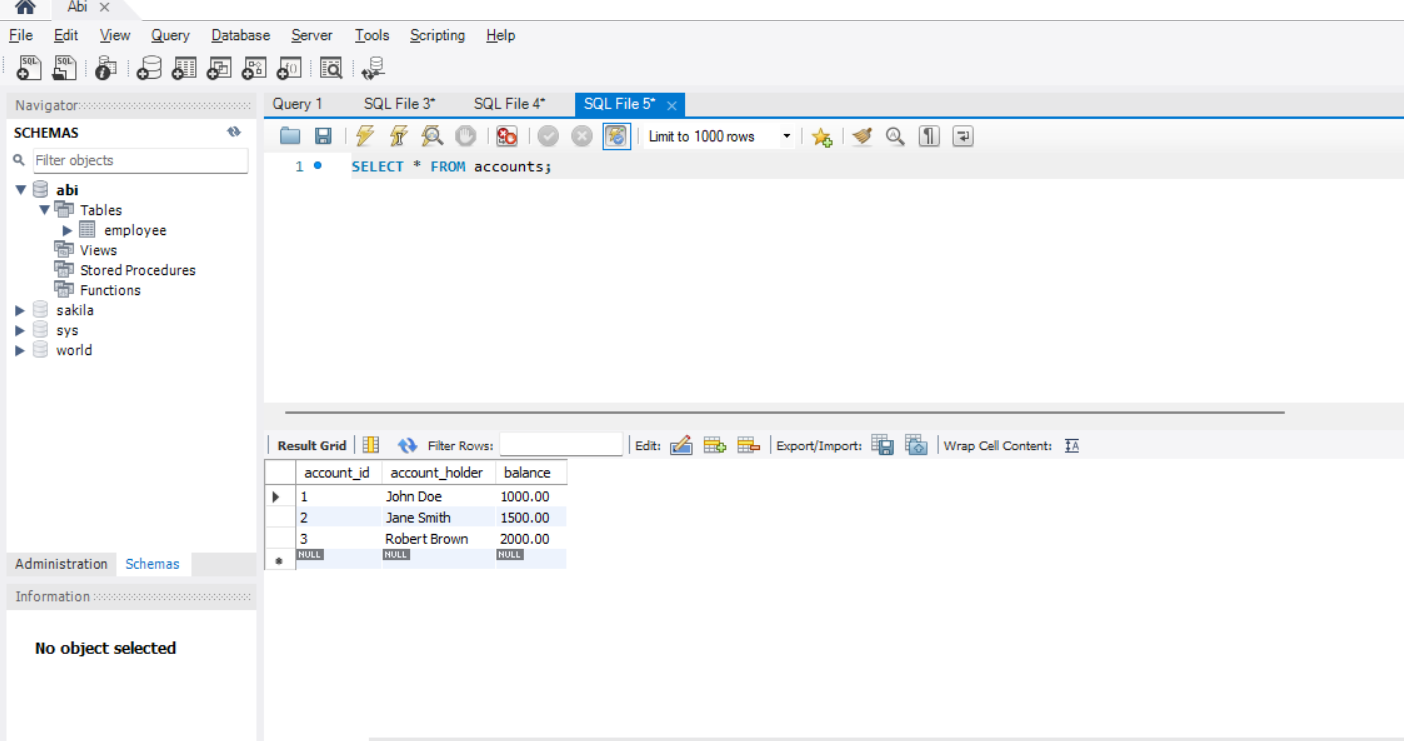 Abi
File Edit View Query Database Server Tools Scripting Help
Navigator
SCHEMAS
Filter objects
abi
Tables
employee
Views
Stored Procedures
Functions
sakila
sys
world
Administration Schemas
Information
No object selected
Query 1 SQL File 3* SQL File 4* SQL File 5*
Limit to 1000 rows
1 SELECT * FROM accounts;
Result Grid Filter Rows: Edit: Export/Import: Wrap Cell Content:
account_id account_holder balance
1 John Doe 1000.00
2 Jane Smith 1500.00
3 Robert Brown 2000.00
NULL NULL NULL